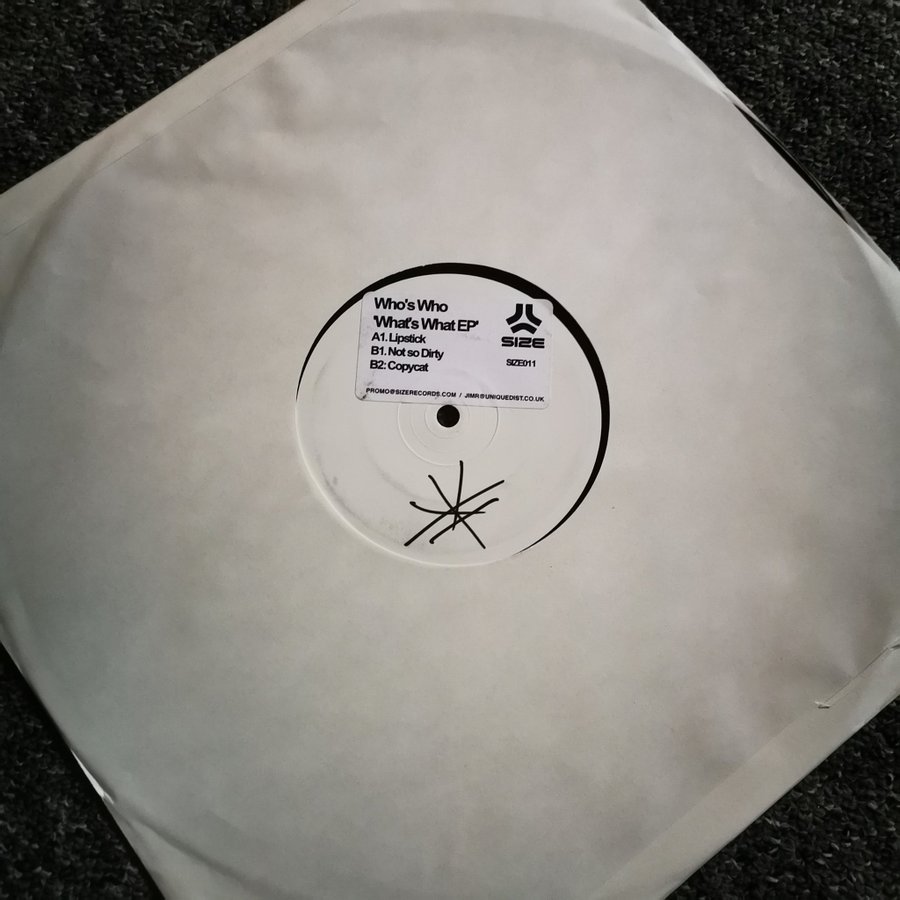 Who's Who
'What's What EP'
A1. Lipstick
B1. Not so Dirty
B2: Copycat
SIZE
SIZE011
PROMO@SIZERECORDS.COM / JIMR@UNIQUEDIST.CO.UK